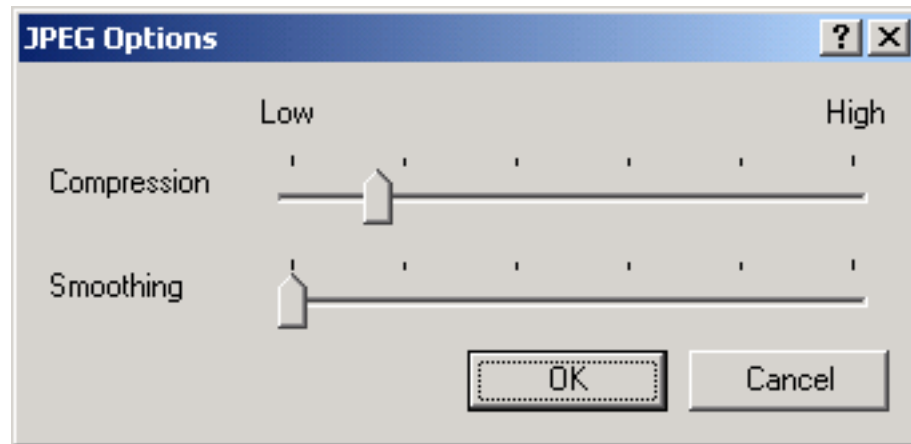 JPEG Options
Low High
Compression
Smoothing
OK Cancel